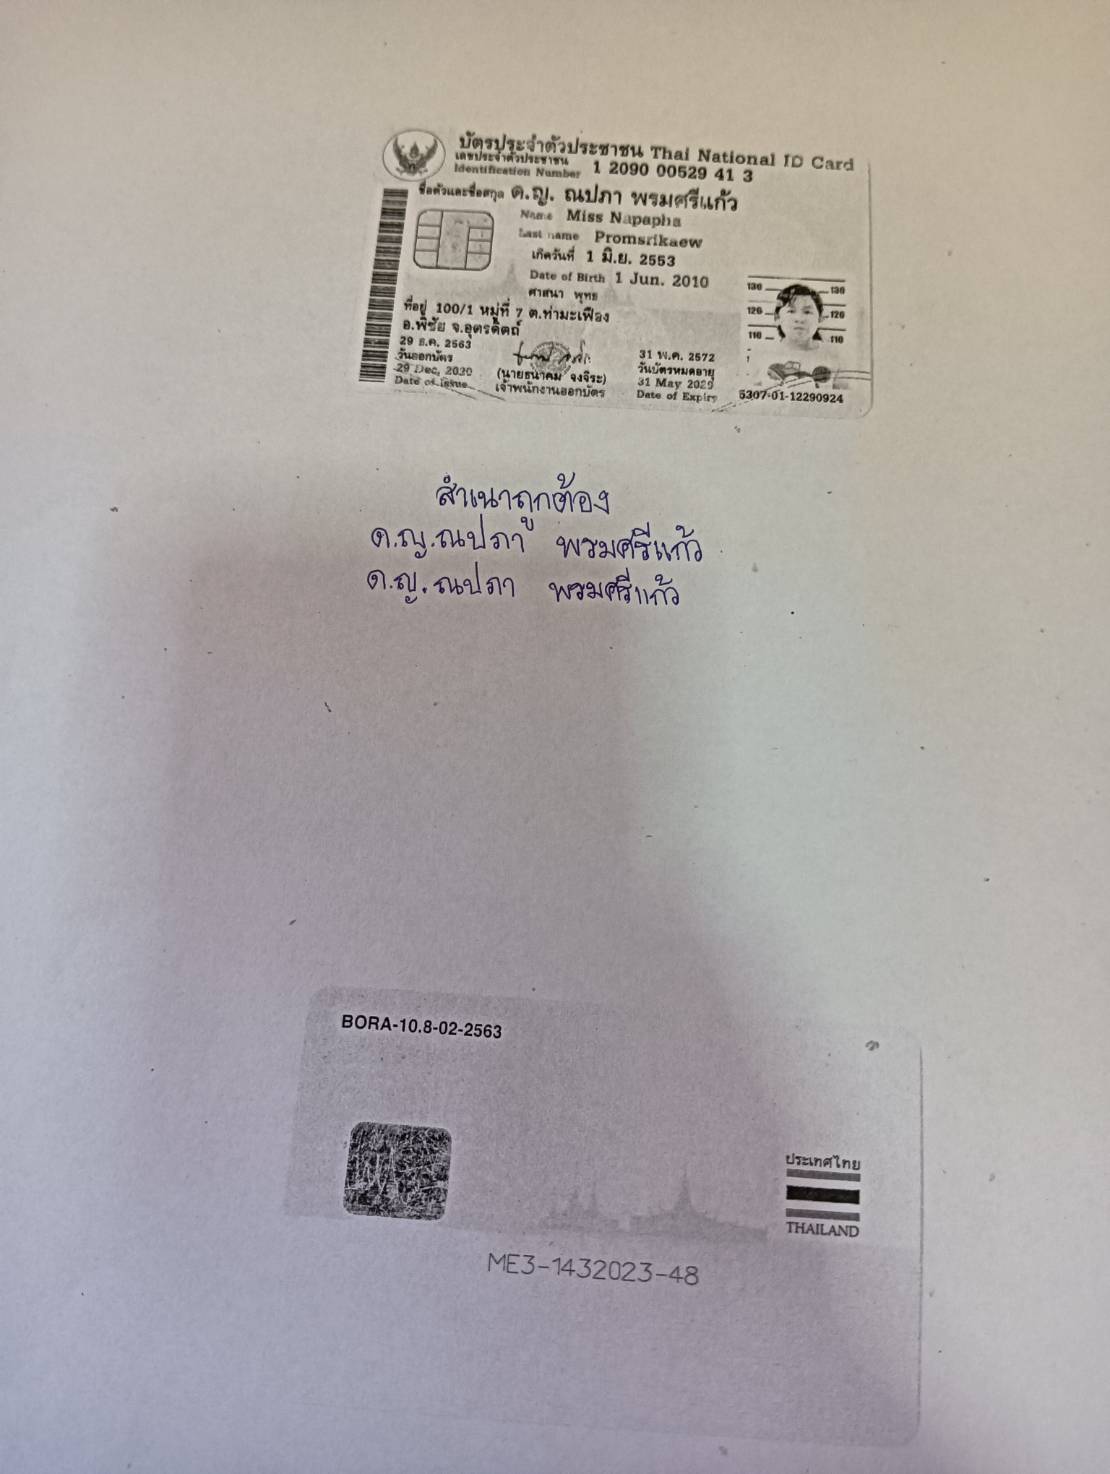 บัตรประจำตัวประชาชน Thai National ID Card
เลขประจำตัวประชาชน
Identification Number 1 2090 00529 41 3
ชื่อตัวและชื่อสกุล ด.ญ. ณปภา พรมศรีแก้ว
Name Miss Napapha
Last name Promsrikaew
เกิดวันที่ 1 มิ.ย. 2553
Date of Birth 1 Jun. 2010
ศาสนา พุทธ
ที่อยู่ 100/1 หมู่ที่ 7 ต.ท่ามะเฟือง
อ.พิชัย จ.อุตรดิตถ์
29 ธ.ค. 2563
วันออกบัตร
29 Dec. 2020
Date of Issue
(นายธนาคม จงจิระ)
เจ้าพนักงานออกบัตร
31 พ.ค. 2572
วันบัตรหมดอายุ
31 May 2029
Date of Expiry
130 130
120 120
110 110
5307-01-12290924
สำเนาถูกต้อง
ด.ญ.ณปภา พรมศรีแก้ว
ด.ญ.ณปภา พรมศรีแก้ว
BORA-10.8-02-2563
ประเทศไทย
THAILAND
ME3-1432023-48